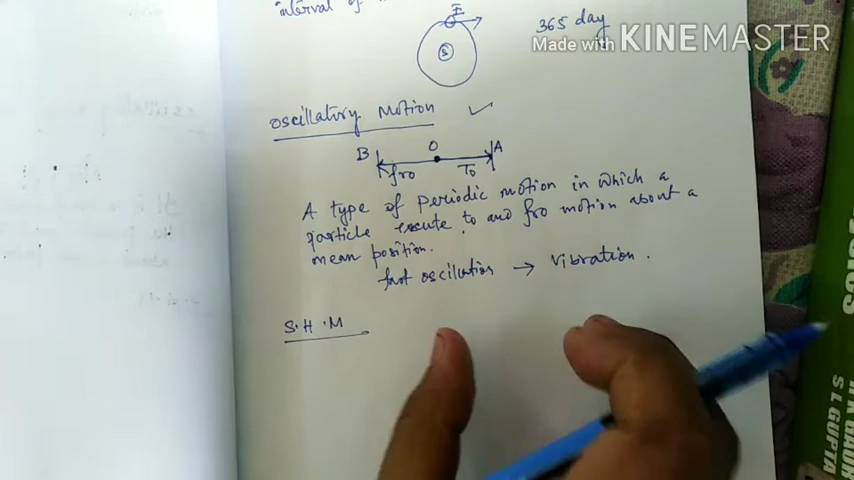 interval of
E
365 day
Made with KINEMASTER
S
Oscillatory Motion
B O A
fro To
A type of periodic motion in which a
particle execute to and fro motion about a
mean position.
fast oscillation → vibration.
S.H.M
S L GUPTA